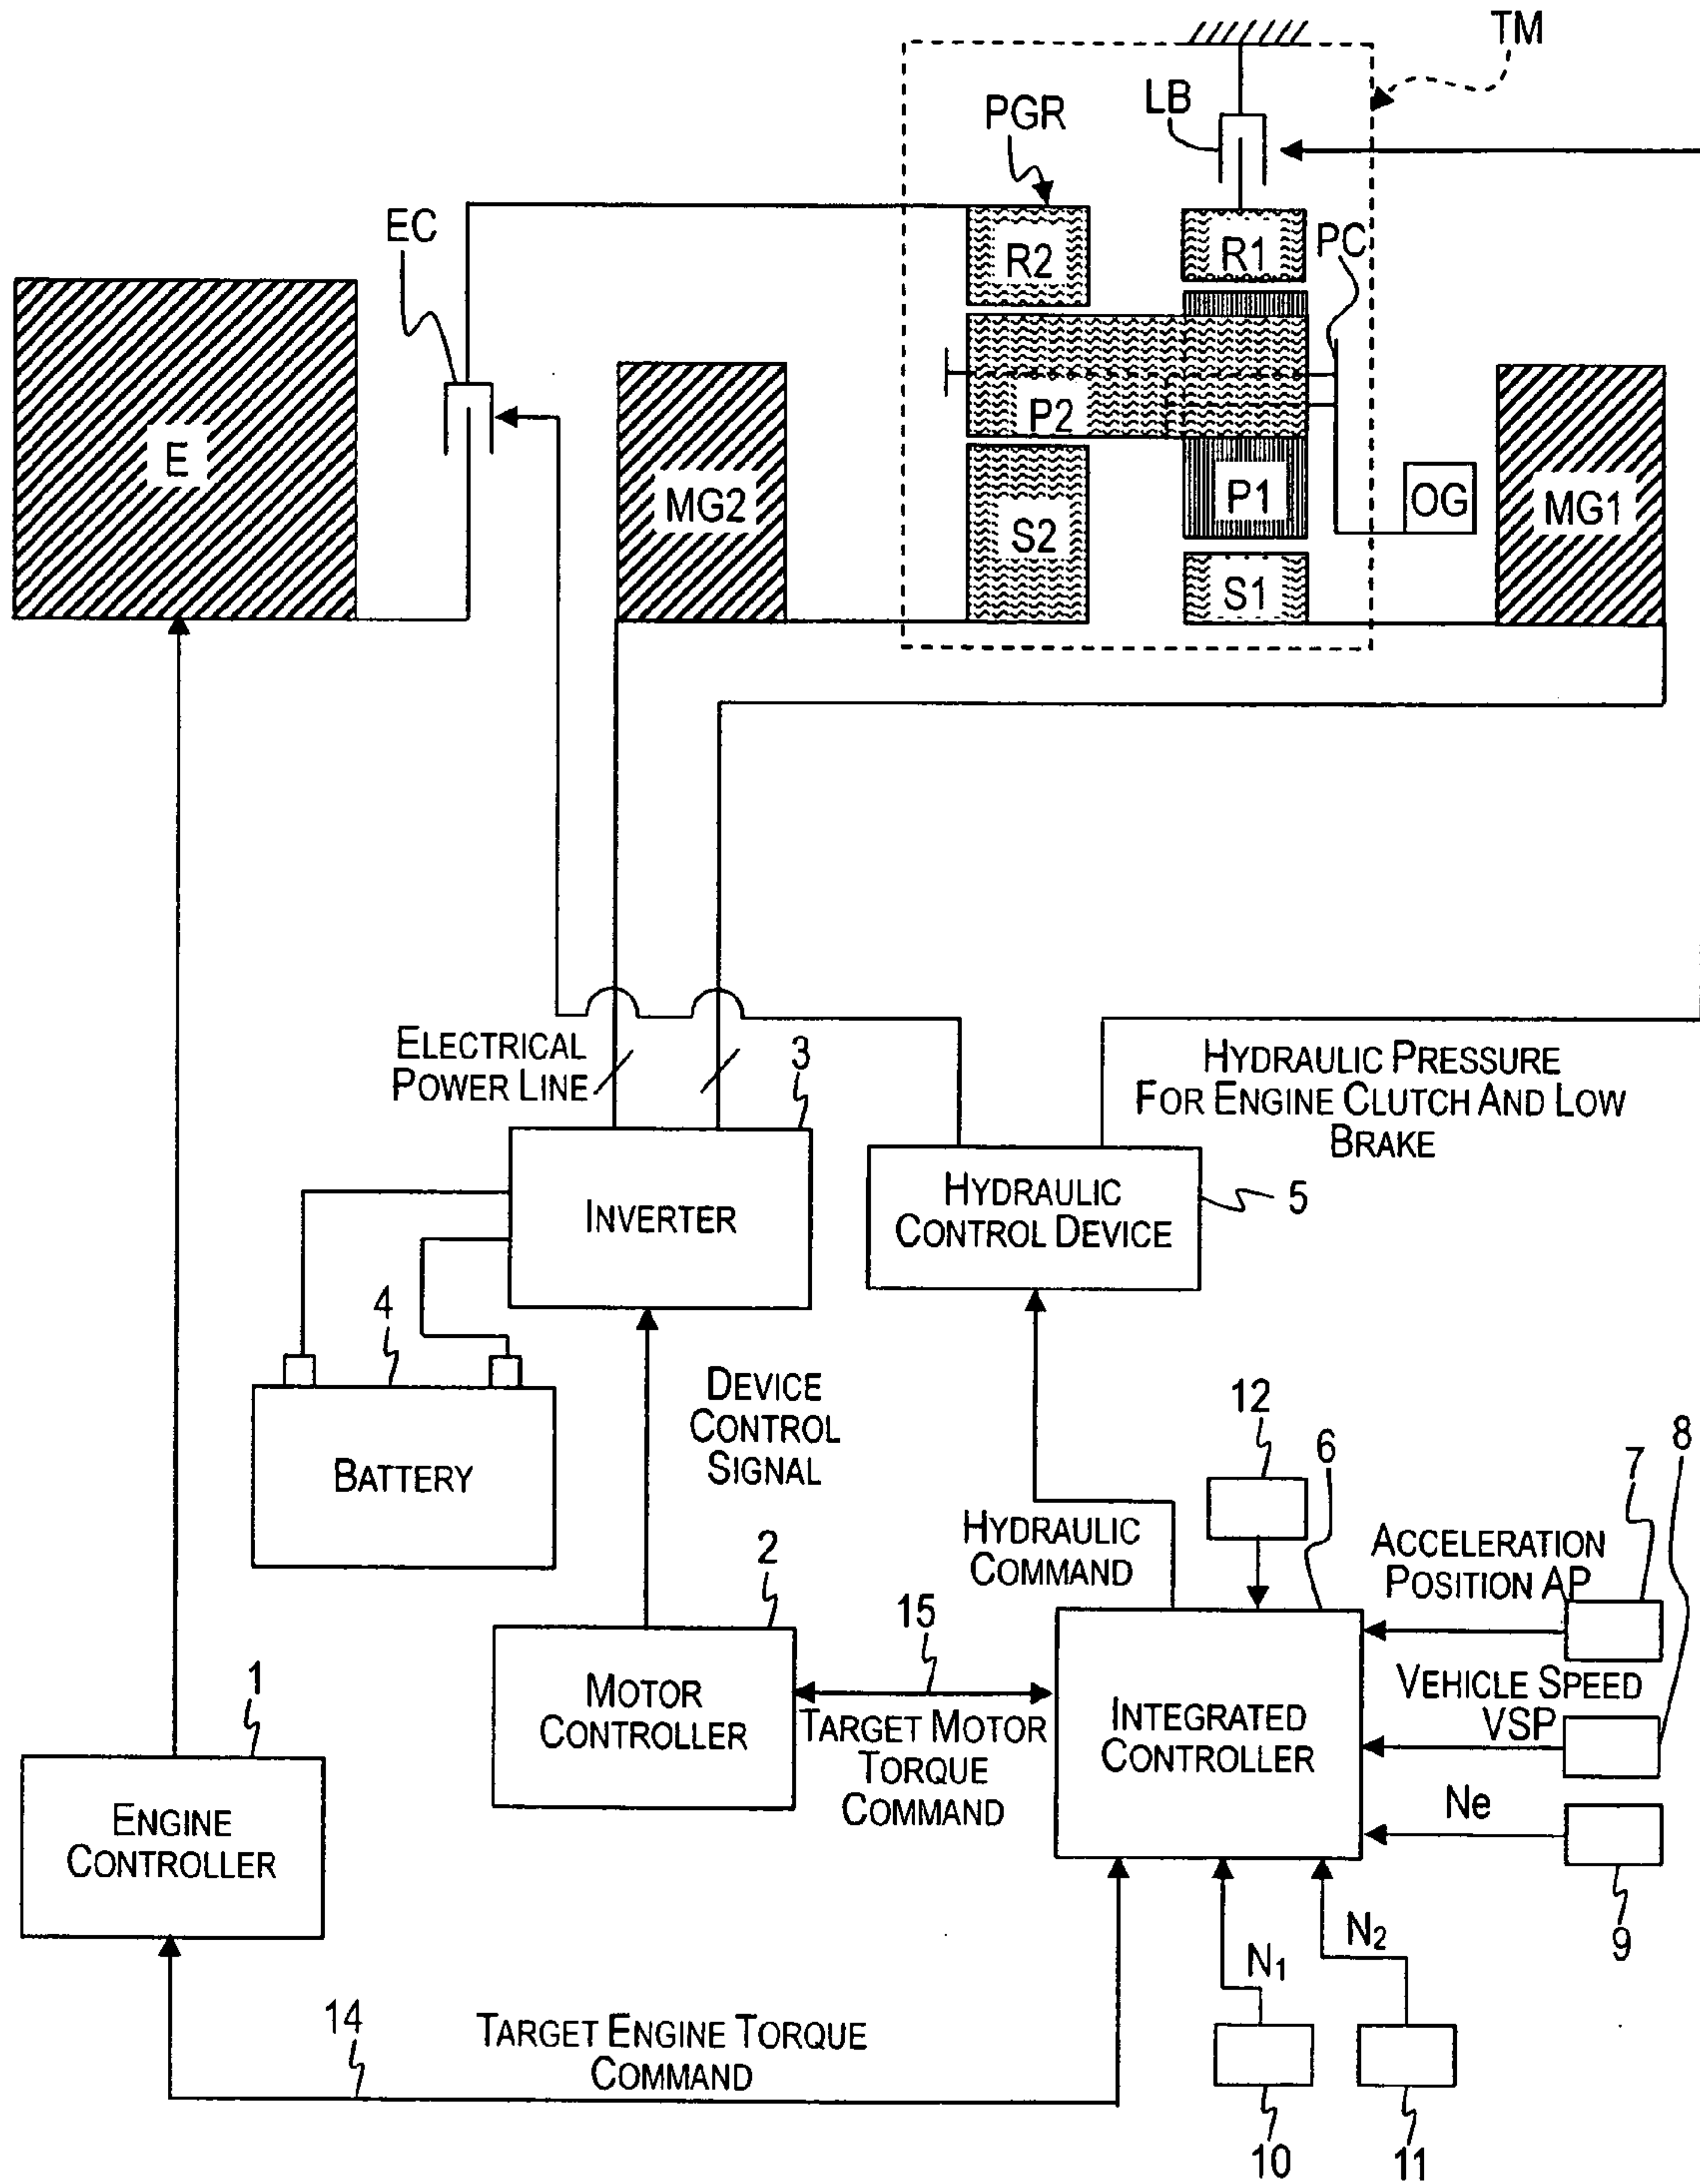 TM
LB
PGR
EC
R2
R1
PC
E
MG2
P2
P1
OG
MG1
S2
S1
ELECTRICAL
POWER LINE
3
HYDRAULIC PRESSURE
FOR ENGINE CLUTCH AND LOW
BRAKE
INVERTER
HYDRAULIC
CONTROL DEVICE
5
4
BATTERY
DEVICE
CONTROL
SIGNAL
12
6
7
8
HYDRAULIC
COMMAND
ACCELERATION
POSITION AP
2
15
1
MOTOR
CONTROLLER
TARGET MOTOR
TORQUE
COMMAND
INTEGRATED
CONTROLLER
VEHICLE SPEED
VSP
Ne
9
ENGINE
CONTROLLER
N1
N2
14
TARGET ENGINE TORQUE
COMMAND
10
11